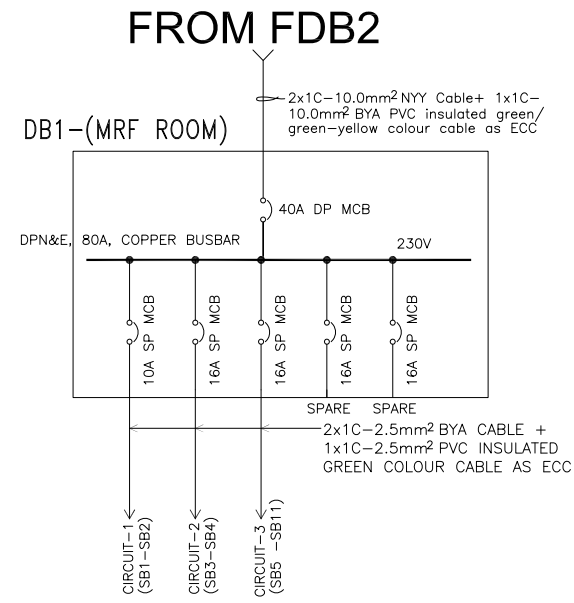 FROM FDB2
2x1C-10.0mm² NYY Cable+ 1x1C-
10.0mm² BYA PVC insulated green/
green-yellow colour cable as ECC
DB1-(MRF ROOM)
40A DP MCB
DPN&E, 80A, COPPER BUSBAR
230V
10A SP MCB
16A SP MCB
16A SP MCB
16A SP MCB
16A SP MCB
SPARE
SPARE
2x1C-2.5mm² BYA CABLE +
1x1C-2.5mm² PVC INSULATED
GREEN COLOUR CABLE AS ECC
CIRCUIT-1
(SB1-SB2)
CIRCUIT-2
(SB3-SB4)
CIRCUIT-3
(SB5 -SB11)